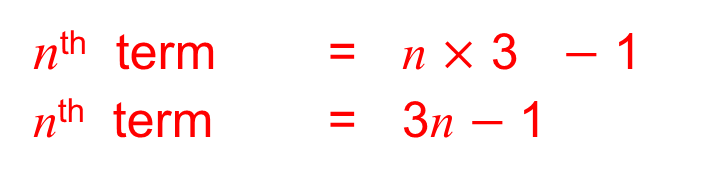 nth term = n × 3 − 1
nth term = 3n − 1